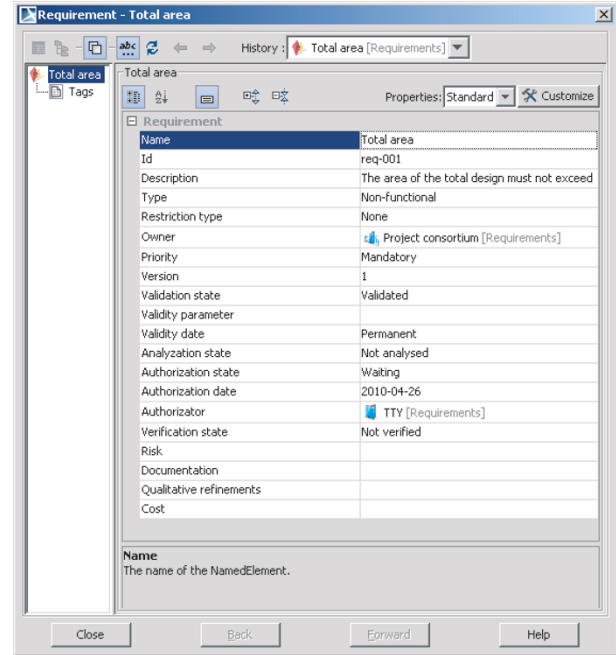 Requirement - Total area
abc History : Total area [Requirements]
Total area
Tags
Total area
Properties: Standard Customize
Requirement
Name Total area
Id req-001
Description The area of the total design must not exceed
Type Non-functional
Restriction type None
Owner Project consortium [Requirements]
Priority Mandatory
Version 1
Validation state Validated
Validity parameter
Validity date Permanent
Analyzation state Not analysed
Authorization state Waiting
Authorization date 2010-04-26
Authorizator TTY [Requirements]
Verification state Not verified
Risk
Documentation
Qualitative refinements
Cost
Name
The name of the NamedElement.
Close Back Forward Help